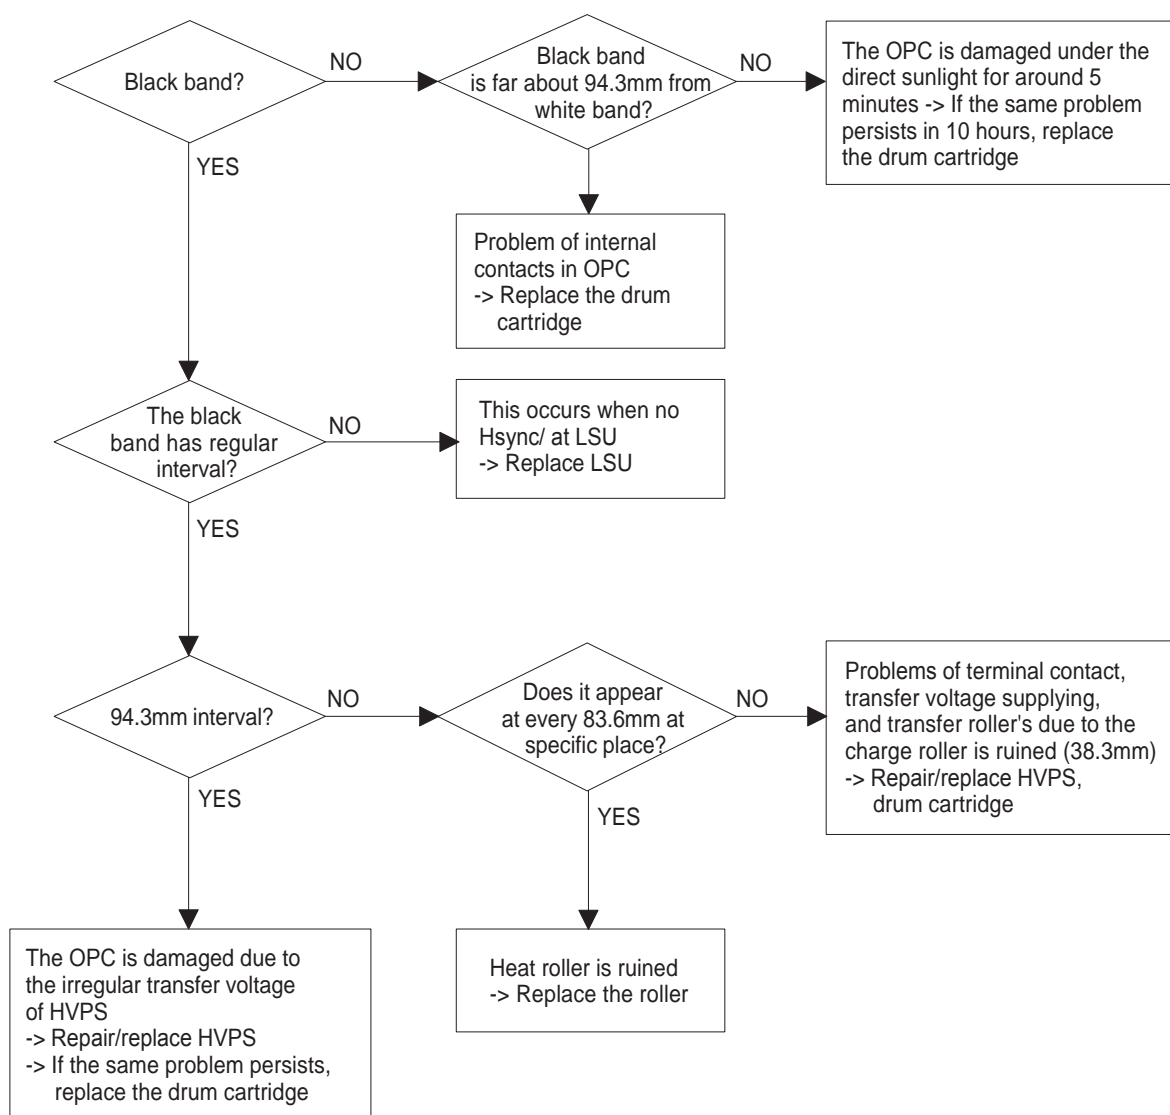 Black band?
NO
Black band
is far about 94.3mm from
white band?
NO
The OPC is damaged under the
direct sunlight for around 5
minutes -> If the same problem
persists in 10 hours, replace
the drum cartridge
YES
Problem of internal
contacts in OPC
-> Replace the drum
cartridge
The black
band has regular
interval?
NO
This occurs when no
Hsync/ at LSU
-> Replace LSU
YES
94.3mm interval?
NO
Does it appear
at every 83.6mm at
specific place?
NO
Problems of terminal contact,
transfer voltage supplying,
and transfer roller's due to the
charge roller is ruined (38.3mm)
-> Repair/replace HVPS,
drum cartridge
YES
YES
The OPC is damaged due to
the irregular transfer voltage
of HVPS
-> Repair/replace HVPS
-> If the same problem persists,
replace the drum cartridge
Heat roller is ruined
-> Replace the roller